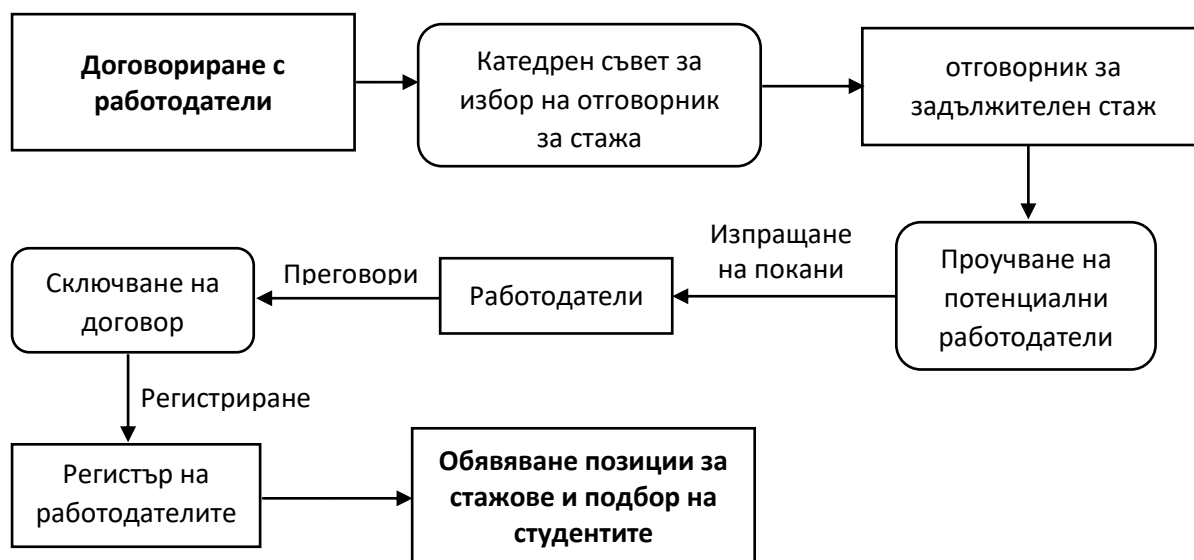 Договориране с
работодатели
Катедрен съвет за
избор на отговорник
за стажа
отговорник за
задължителен стаж
Проучване на
потенциални
работодатели
Изпращане
на покани
Работодатели
Преговори
Сключване на
договор
Регистриране
Регистър на
работодателите
Обявяване позиции за
стажове и подбор на
студентите